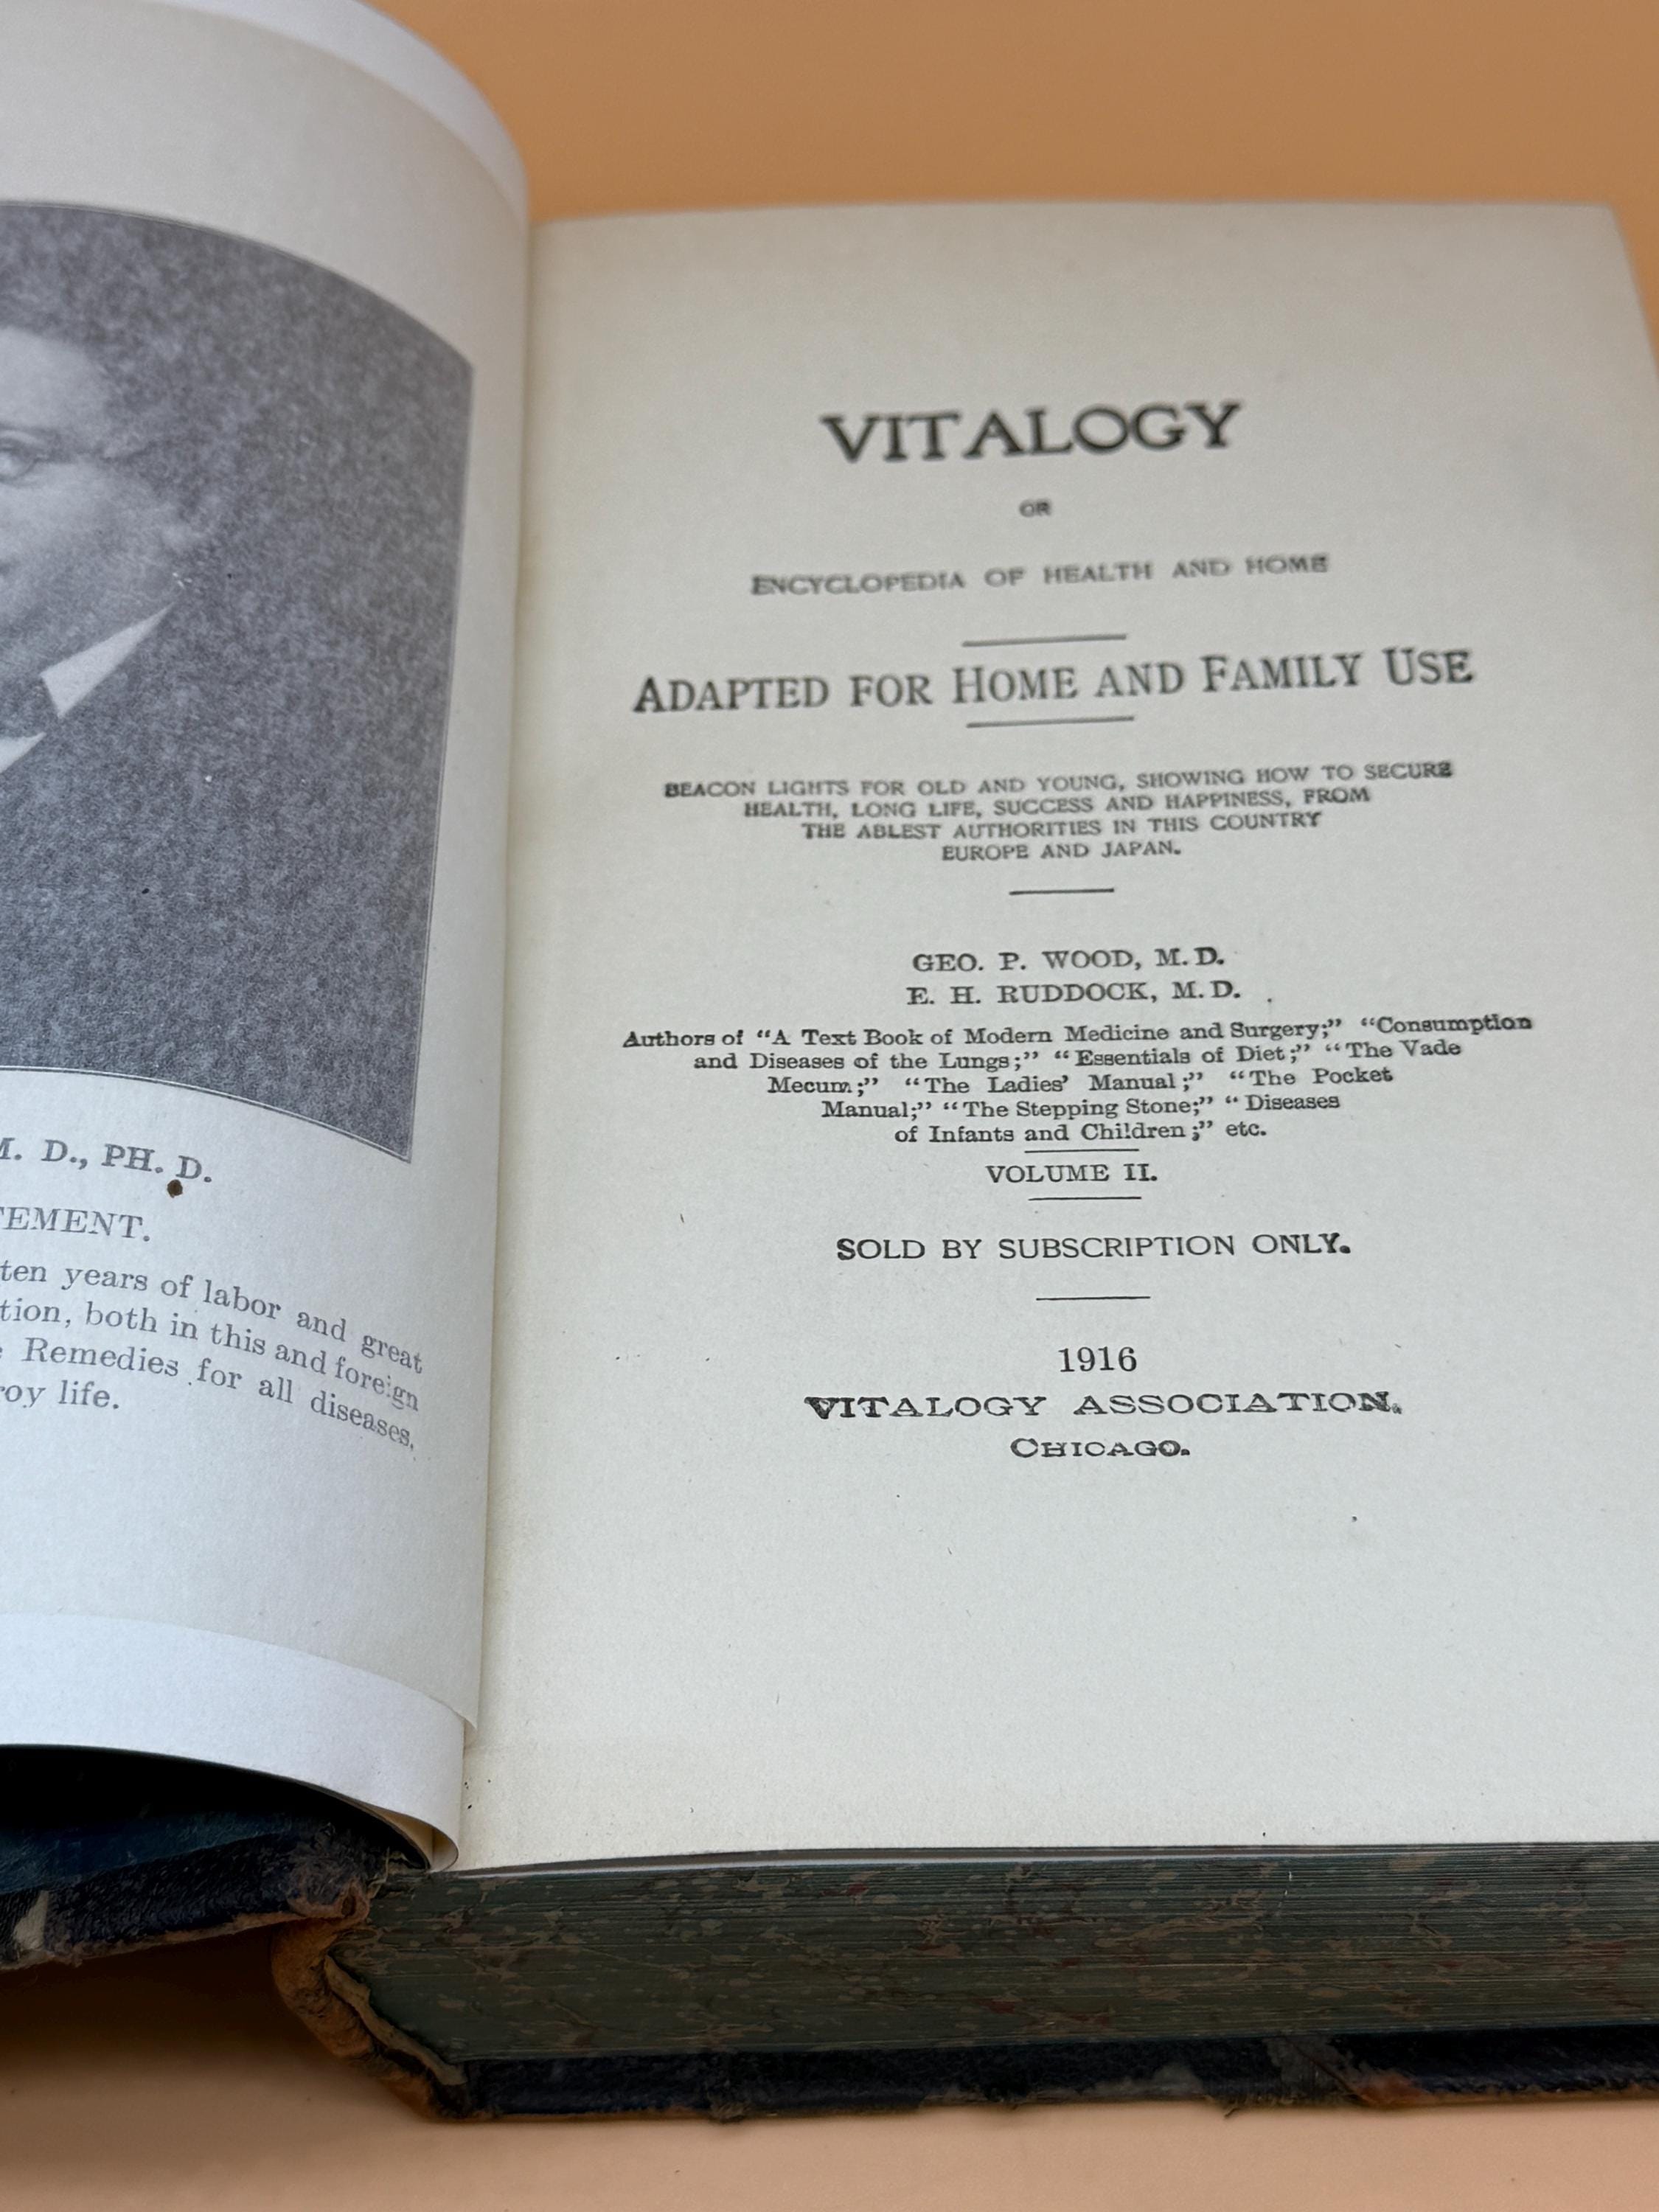 M. D., PH. D.
TEMENT.
ten years of labor and great
tion, both in this and foreign
Remedies for all diseases.
roy life.
VITALOGY
OR
ENCYCLOPEDIA OF HEALTH AND HOME
ADAPTED FOR HOME AND FAMILY USE
BEACON LIGHTS FOR OLD AND YOUNG, SHOWING HOW TO SECURE
HEALTH, LONG LIFE, SUCCESS AND HAPPINESS, FROM
THE ABLEST AUTHORITIES IN THIS COUNTRY
EUROPE AND JAPAN.
GEO. P. WOOD, M. D.
E. H. RUDDOCK, M. D.
Authors of "A Text Book of Modern Medicine and Surgery;" "Consumption
and Diseases of the Lungs;" "Essentials of Diet;" "The Vade
Mecum;" "The Ladies' Manual;" "The Pocket
Manual;" "The Stepping Stone;" "Diseases
of Infants and Children;" etc.
VOLUME II.
SOLD BY SUBSCRIPTION ONLY.
1916
VITALOGY ASSOCIATION.
CHICAGO.